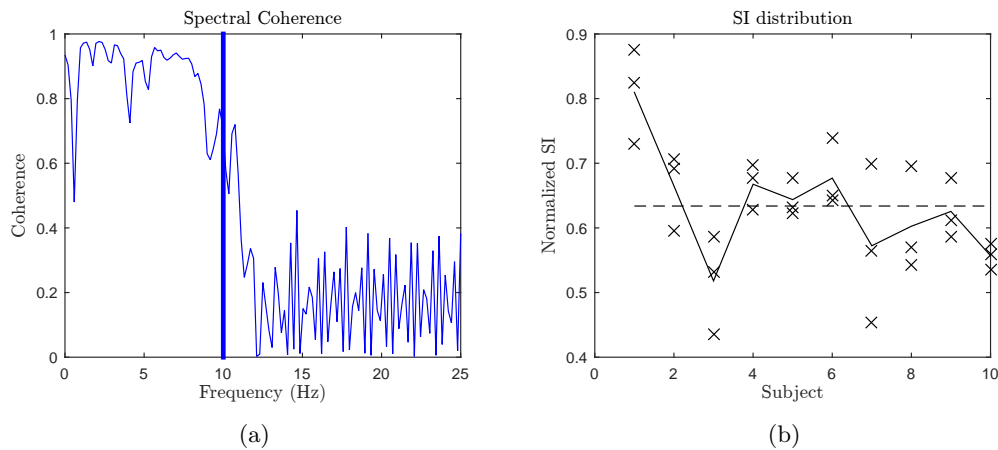 Spectral Coherence
1
0.8
0.6
0.4
0.2
0
Coherence
0 5 10 15 20 25
Frequency (Hz)
(a)
SI distribution
0.9
0.8
0.7
0.6
0.5
0.4
Normalized SI
0 2 4 6 8 10
Subject
(b)